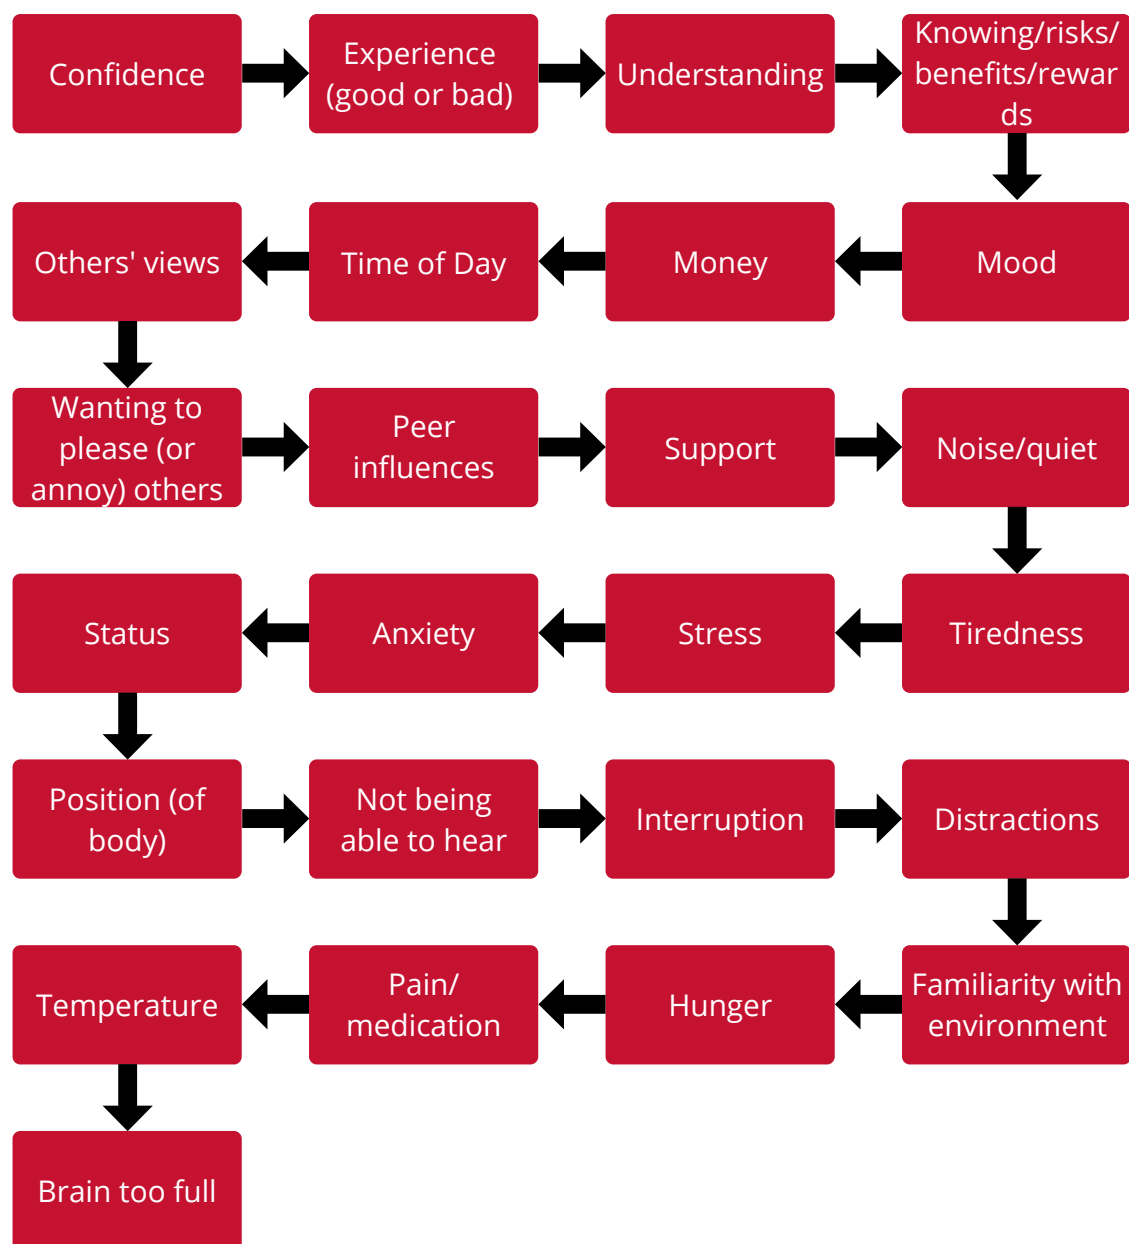 Confidence
Experience
(good or bad)
Understanding
Knowing/risks/
benefits/rewar
ds
Mood
Money
Time of Day
Others' views
Wanting to
please (or
annoy) others
Peer
influences
Support
Noise/quiet
Tiredness
Stress
Anxiety
Status
Position (of
body)
Not being
able to hear
Interruption
Distractions
Familiarity with
environment
Hunger
Pain/
medication
Temperature
Brain too full